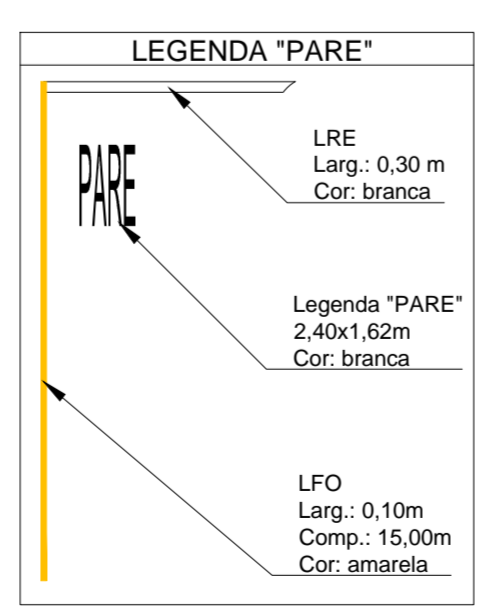 LEGENDA "PARE"
LRE
Larg.: 0,30 m
Cor: branca
PARE
Legenda "PARE"
2,40x1,62m
Cor: branca
LFO
Larg.: 0,10m
Comp.: 15,00m
Cor: amarela